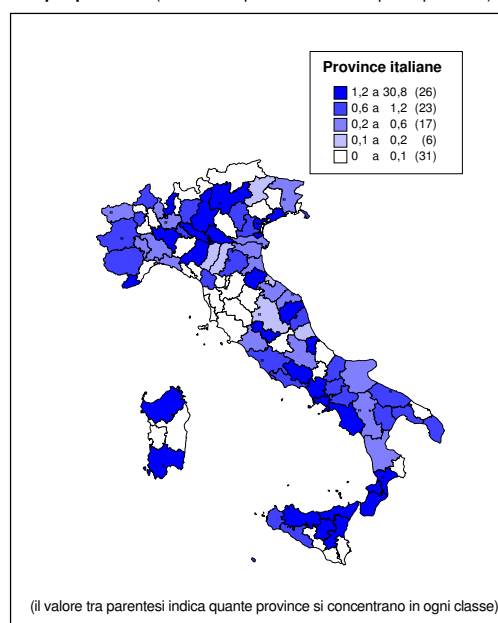 Province italiane
1,2 a 30,8 (26)
0,6 a 1,2 (23)
0,2 a 0,6 (17)
0,1 a 0,2 (6)
0 a 0,1 (31)
(il valore tra parentesi indica quante province si concentrano in ogni classe)